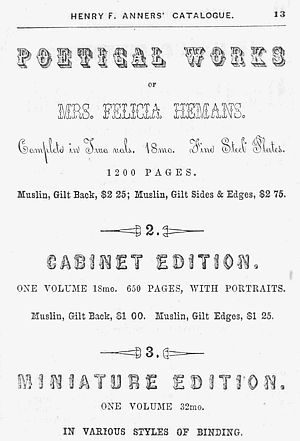 HENRY F. ANNERS' CATALOGUE. 13
POETICAL WORKS
OF
MRS. FELICIA HEMANS.
Complete in Two vols. 18mo. Fine Steel Plates.
1200 PAGES.
Muslin, Gilt Back, $2 25; Muslin, Gilt Sides & Edges, $2 75.
2.
CABINET EDITION.
ONE VOLUME 18mo. 650 PAGES, WITH PORTRAITS.
Muslin, Gilt Back, $1 00. Muslin, Gilt Edges, $1 25.
3.
MINIATURE EDITION.
ONE VOLUME 32mo.
IN VARIOUS STYLES OF BINDING.